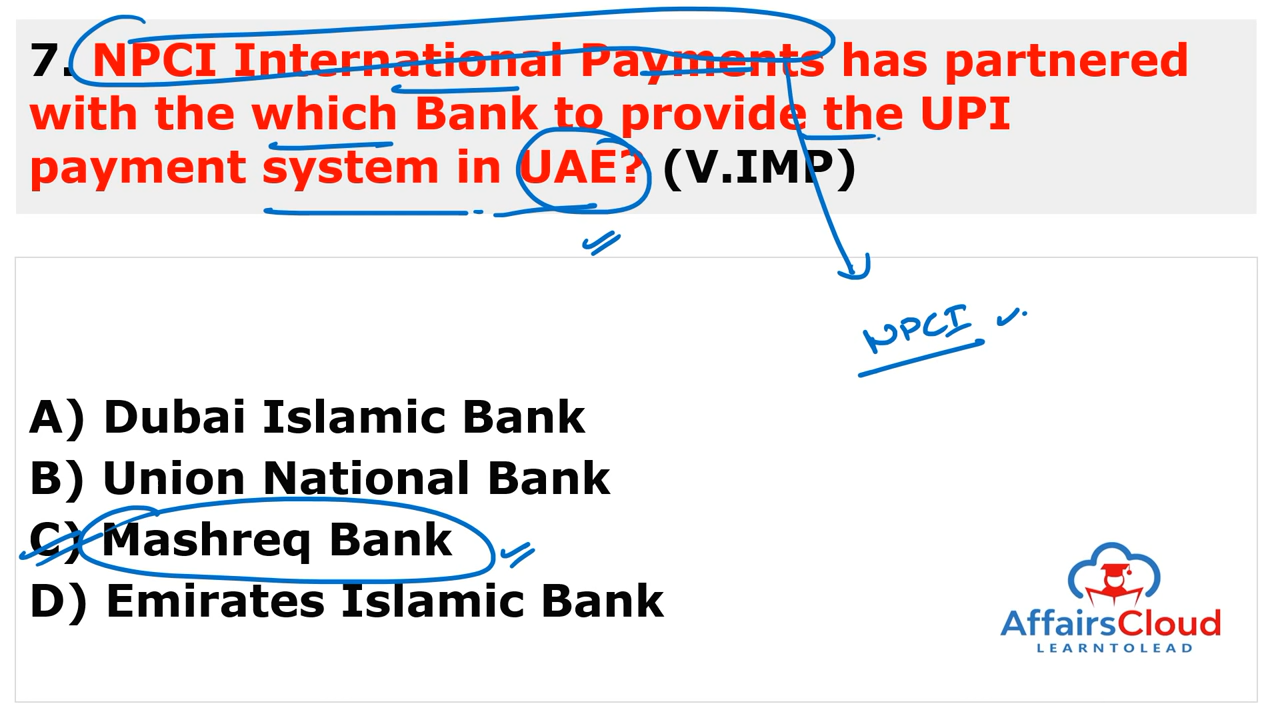 7. NPCI International Payments has partnered
with the which Bank to provide the UPI
payment system in UAE? (V.IMP)
NPCI
A) Dubai Islamic Bank
B) Union National Bank
C) Mashreq Bank
D) Emirates Islamic Bank
AffairsCloud
LEARNTOLEAD